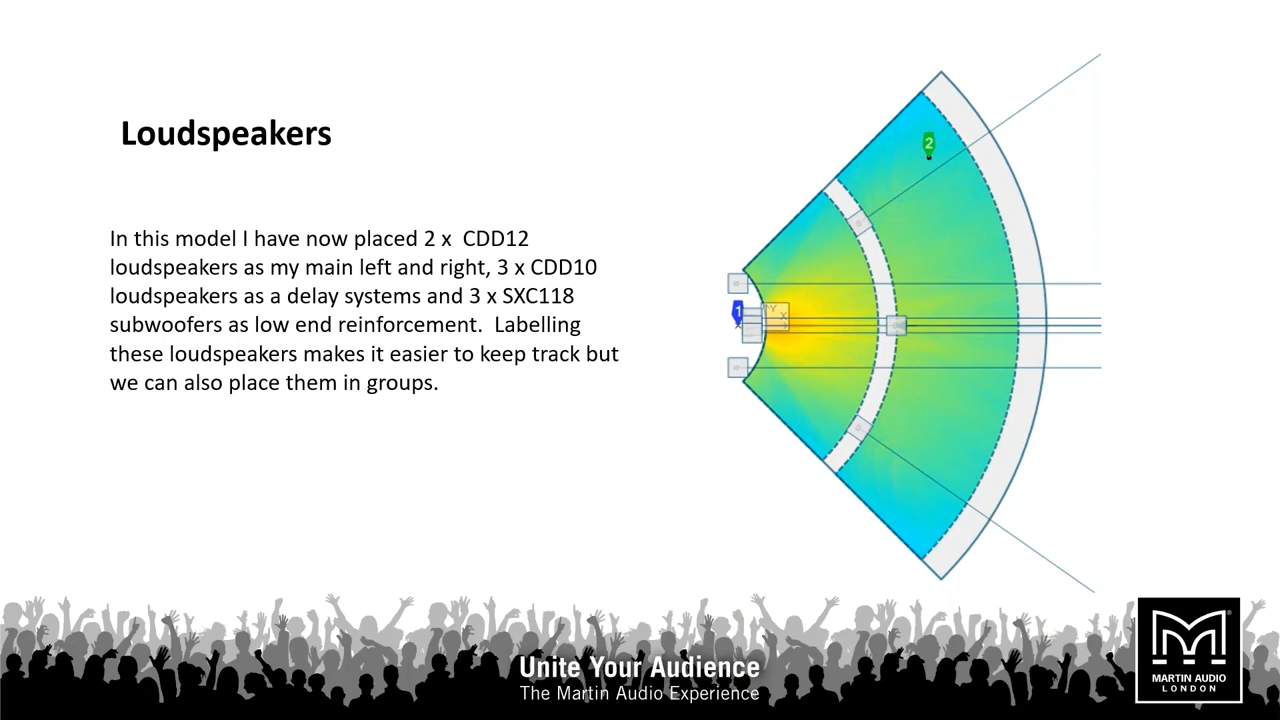 Loudspeakers
In this model I have now placed 2 x  CDD12
loudspeakers as my main left and right, 3 x CDD10
loudspeakers as a delay systems and 3 x SXC118
subwoofers as low end reinforcement.  Labelling
these loudspeakers makes it easier to keep track but
we can also place them in groups.
2
1
Y
X
Unite Your Audience
The Martin Audio Experience
M®
MARTIN AUDIO
LONDON